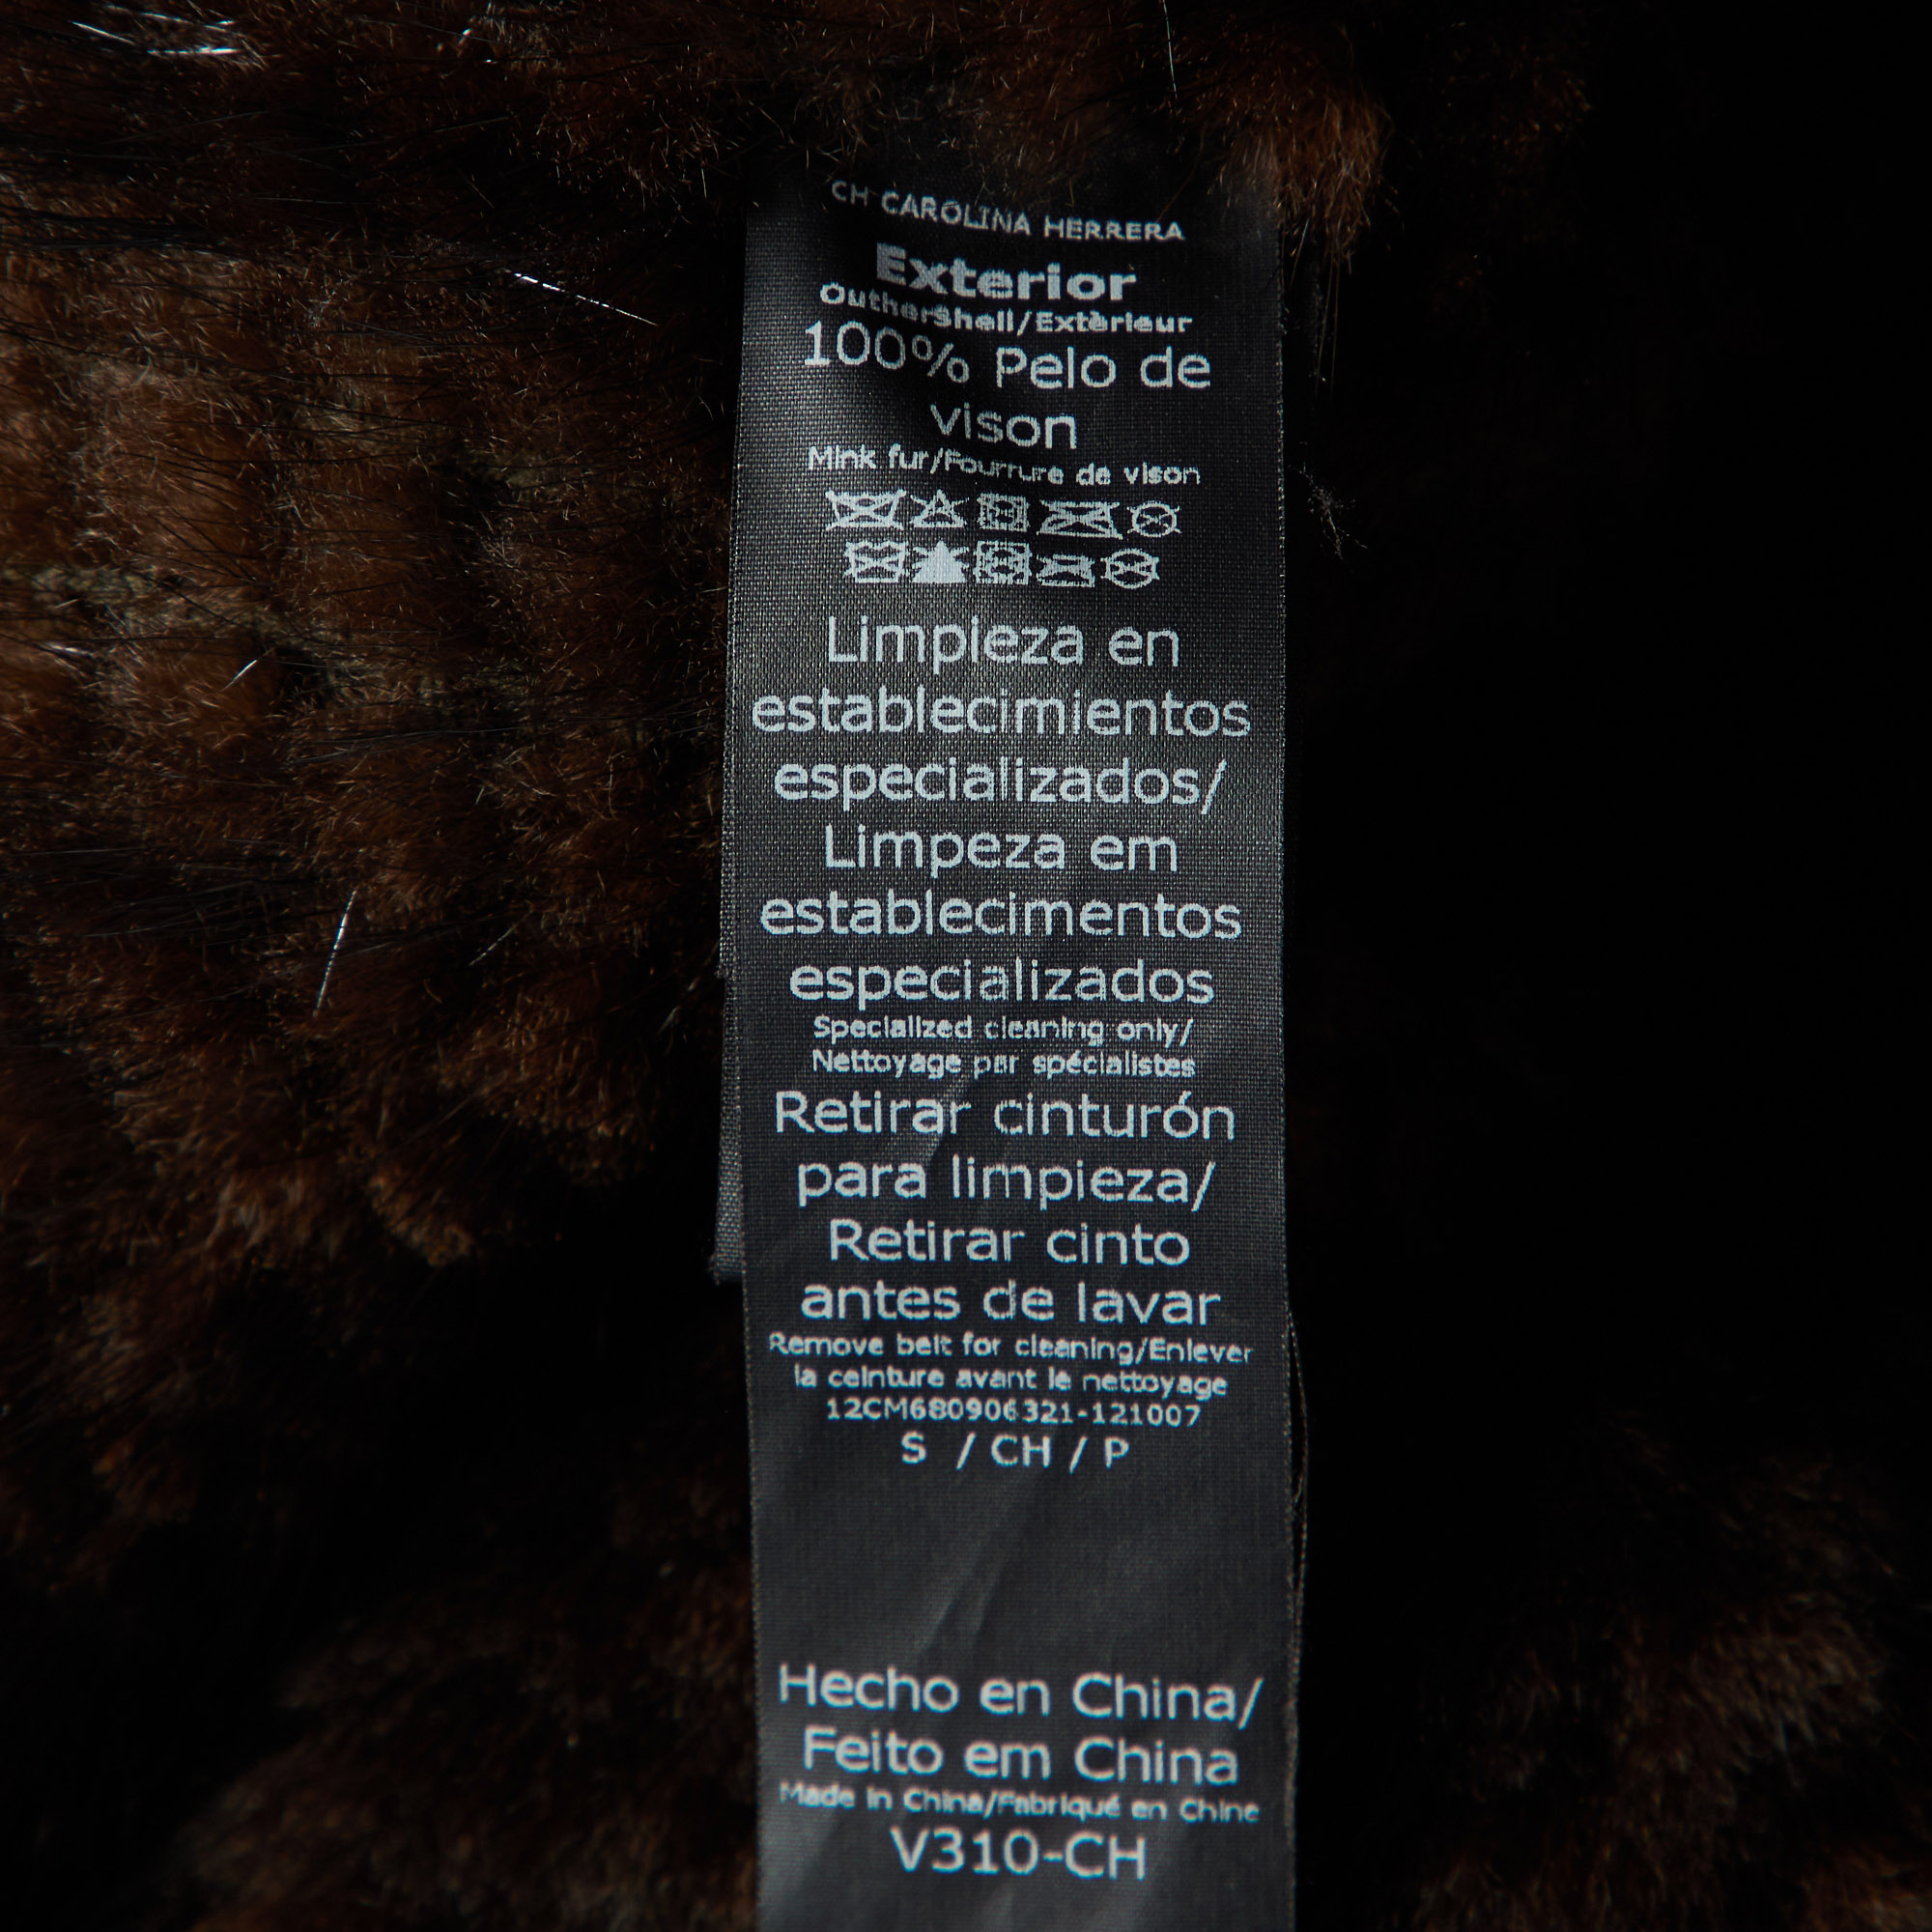 CH CAROLINA HERRERA
Exterior
OutherShell/Extèrieur
100% Pelo de
vison
Mink fur/Fourrure de vison
Limpieza en
establecimientos
especializados/
Limpeza em
establecimentos
especializados
Specialized cleaning only/
Nettoyage par spécialistes
Retirar cinturón
para limpieza/
Retirar cinto
antes de lavar
Remove belt for cleaning/Enlever
la ceinture avant le nettoyage
12CM680906321-121007
S / CH / P
Hecho en China/
Feito em China
Made in China/Fabriqué en Chine
V310-CH